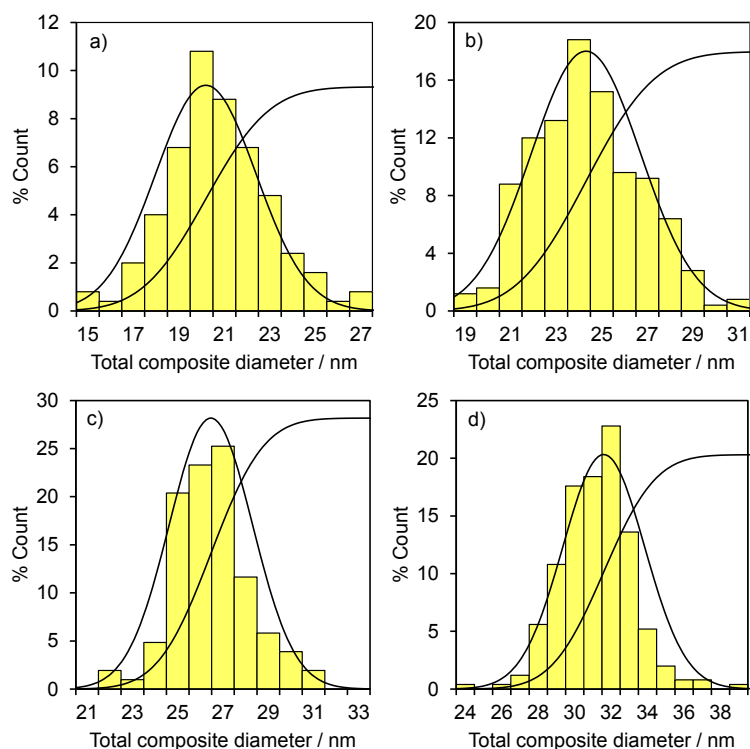 a)
% Count
12
10
8
6
4
2
0
15 17 19 21 23 25 27
Total composite diameter / nm
b)
% Count
20
16
12
8
4
0
19 21 23 25 27 29 31
Total composite diameter / nm
c)
% Count
30
25
20
15
10
5
0
21 23 25 27 29 31 33
Total composite diameter / nm
d)
% Count
25
20
15
10
5
0
24 26 28 30 32 34 36 38
Total composite diameter / nm